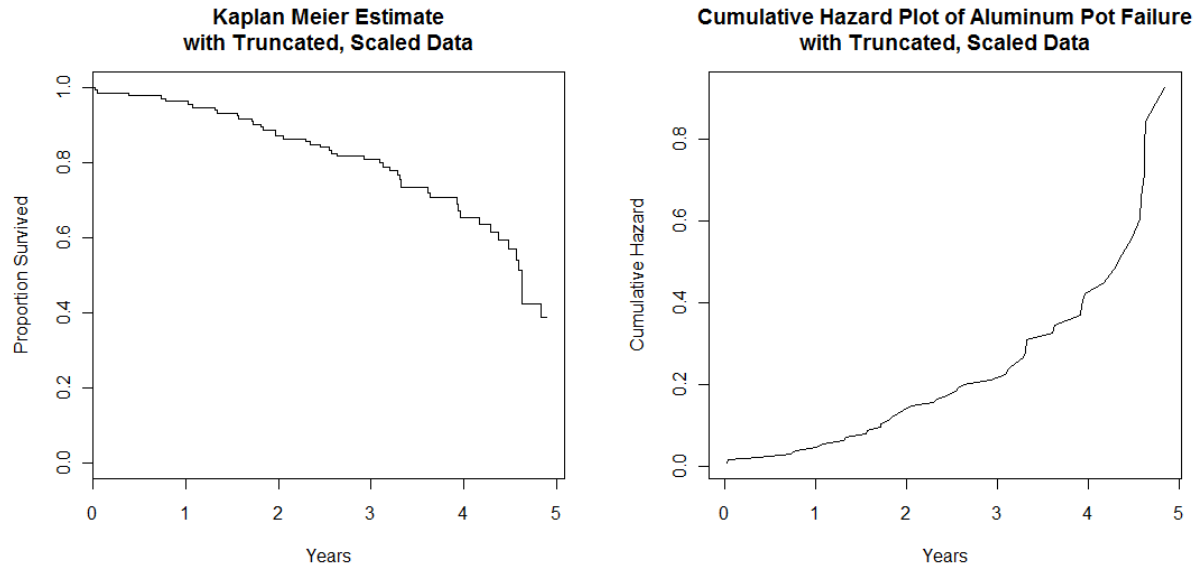 Kaplan Meier Estimate
with Truncated, Scaled Data
Proportion Survived
1.0
0.8
0.6
0.4
0.2
0.0
0 1 2 3 4 5
Years
Cumulative Hazard Plot of Aluminum Pot Failure
with Truncated, Scaled Data
Cumulative Hazard
0.8
0.6
0.4
0.2
0.0
0 1 2 3 4 5
Years